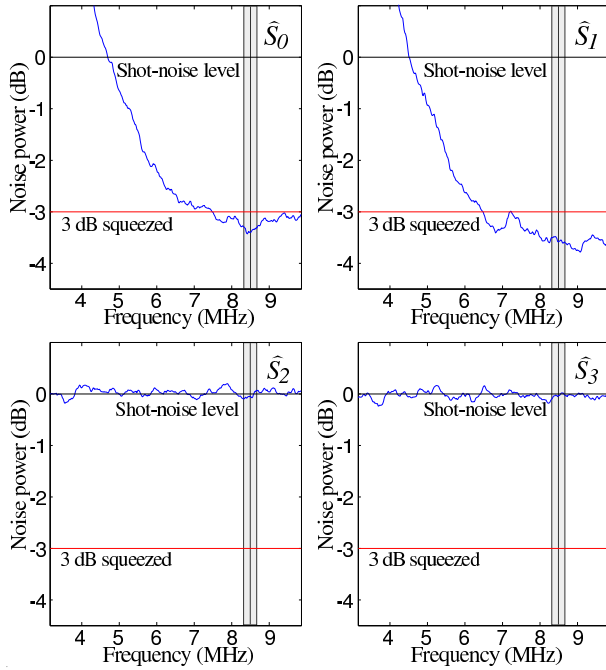 Ŝ0
0
Shot-noise level
-1
-2
-3
3 dB squeezed
-4
Noise power (dB)
4 5 6 7 8 9
Frequency (MHz)
Ŝ1
0
Shot-noise level
-1
-2
-3
3 dB squeezed
-4
Noise power (dB)
4 5 6 7 8 9
Frequency (MHz)
Ŝ2
0
Shot-noise level
-1
-2
-3
3 dB squeezed
-4
Noise power (dB)
4 5 6 7 8 9
Frequency (MHz)
Ŝ3
0
Shot-noise level
-1
-2
-3
3 dB squeezed
-4
Noise power (dB)
4 5 6 7 8 9
Frequency (MHz)